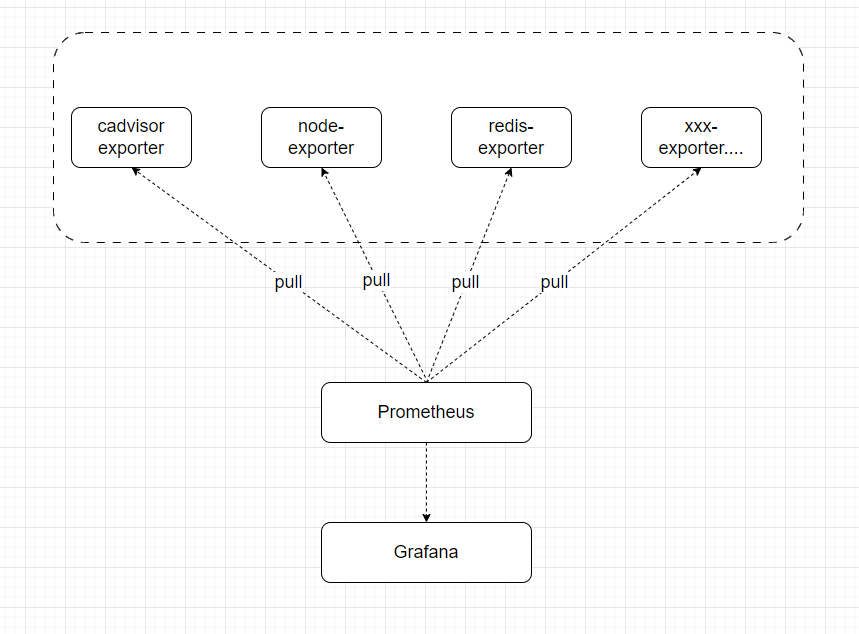 cadvisor
exporter
node-
exporter
redis-
exporter
xxx-
exporter....
pull
pull
pull
pull
Prometheus
Grafana